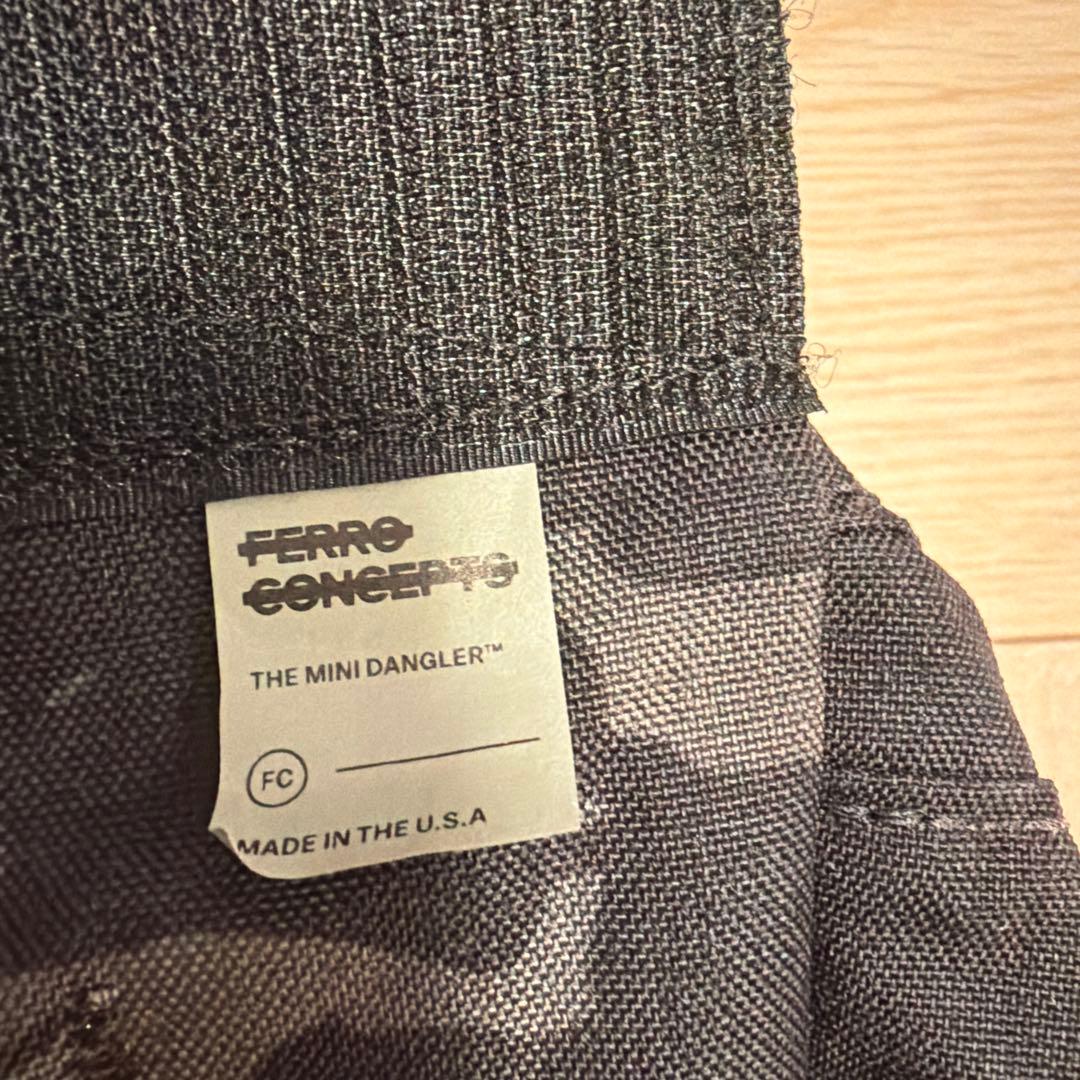 FERRO
CONCEPTS
THE MINI DANGLER™
FC
MADE IN THE U.S.A